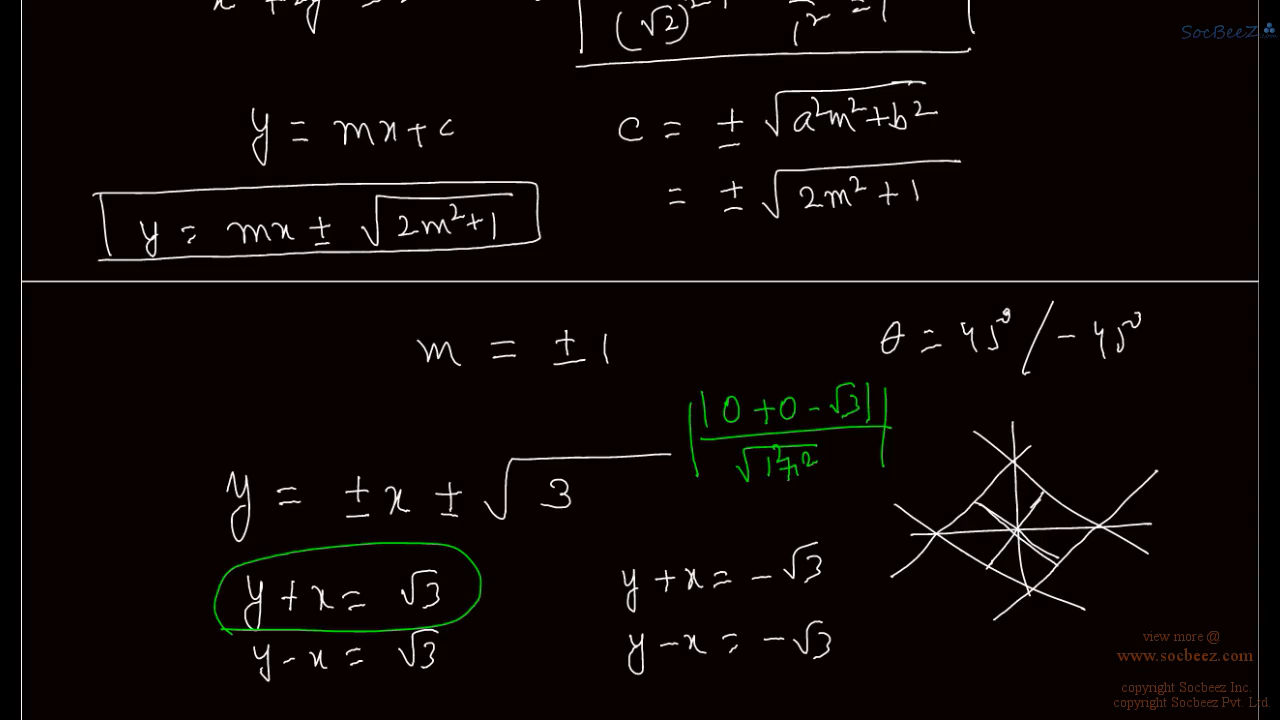 SocBeeZ
(√2)² 1² = 1
y = mx + c
c = ± √a²m² + b²
= ± √2m² + 1
y = mx ± √2m² + 1
m = ± 1
θ = 45° / - 45°
| |0 + 0 - √3| / √1² + 1² |
y = ± x ± √3
y + x = √3
y + x = - √3
y - x = √3
y - x = - √3
view more @
www.socbeez.com
copyright Socbeez Inc.
copyright Socbeez Pvt. Ltd.